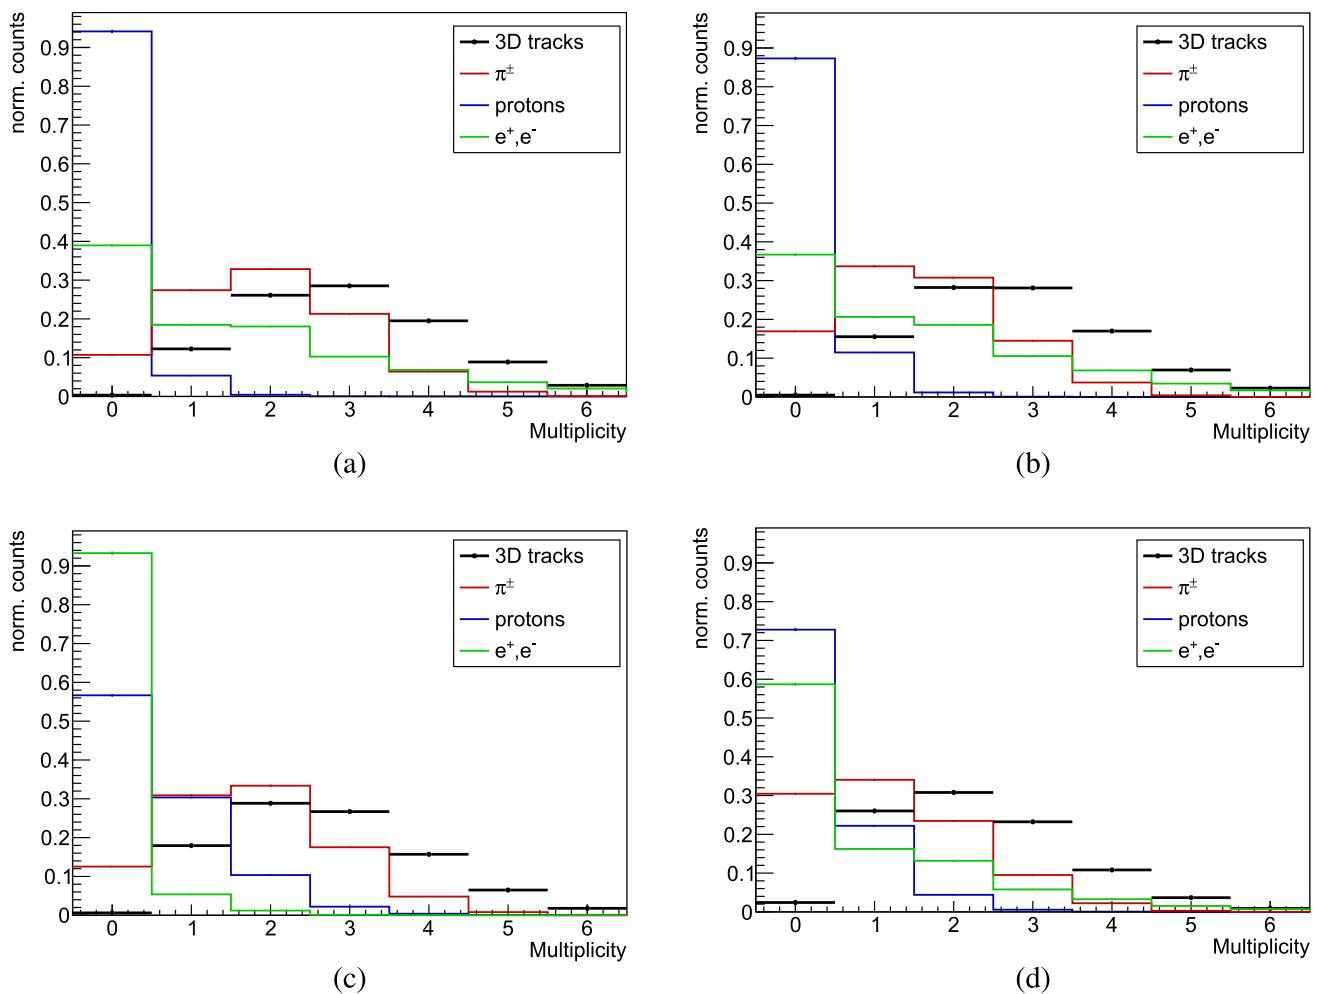 norm. counts
0.9
0.8
0.7
0.6
0.5
0.4
0.3
0.2
0.1
0
3D tracks
π±
protons
e+,e-
0 1 2 3 4 5 6
Multiplicity
(a)
norm. counts
0.9
0.8
0.7
0.6
0.5
0.4
0.3
0.2
0.1
0
3D tracks
π±
protons
e+,e-
0 1 2 3 4 5 6
Multiplicity
(b)
norm. counts
0.9
0.8
0.7
0.6
0.5
0.4
0.3
0.2
0.1
0
3D tracks
π±
protons
e+,e-
0 1 2 3 4 5 6
Multiplicity
(c)
norm. counts
0.9
0.8
0.7
0.6
0.5
0.4
0.3
0.2
0.1
0
3D tracks
π±
protons
e+,e-
0 1 2 3 4 5 6
Multiplicity
(d)